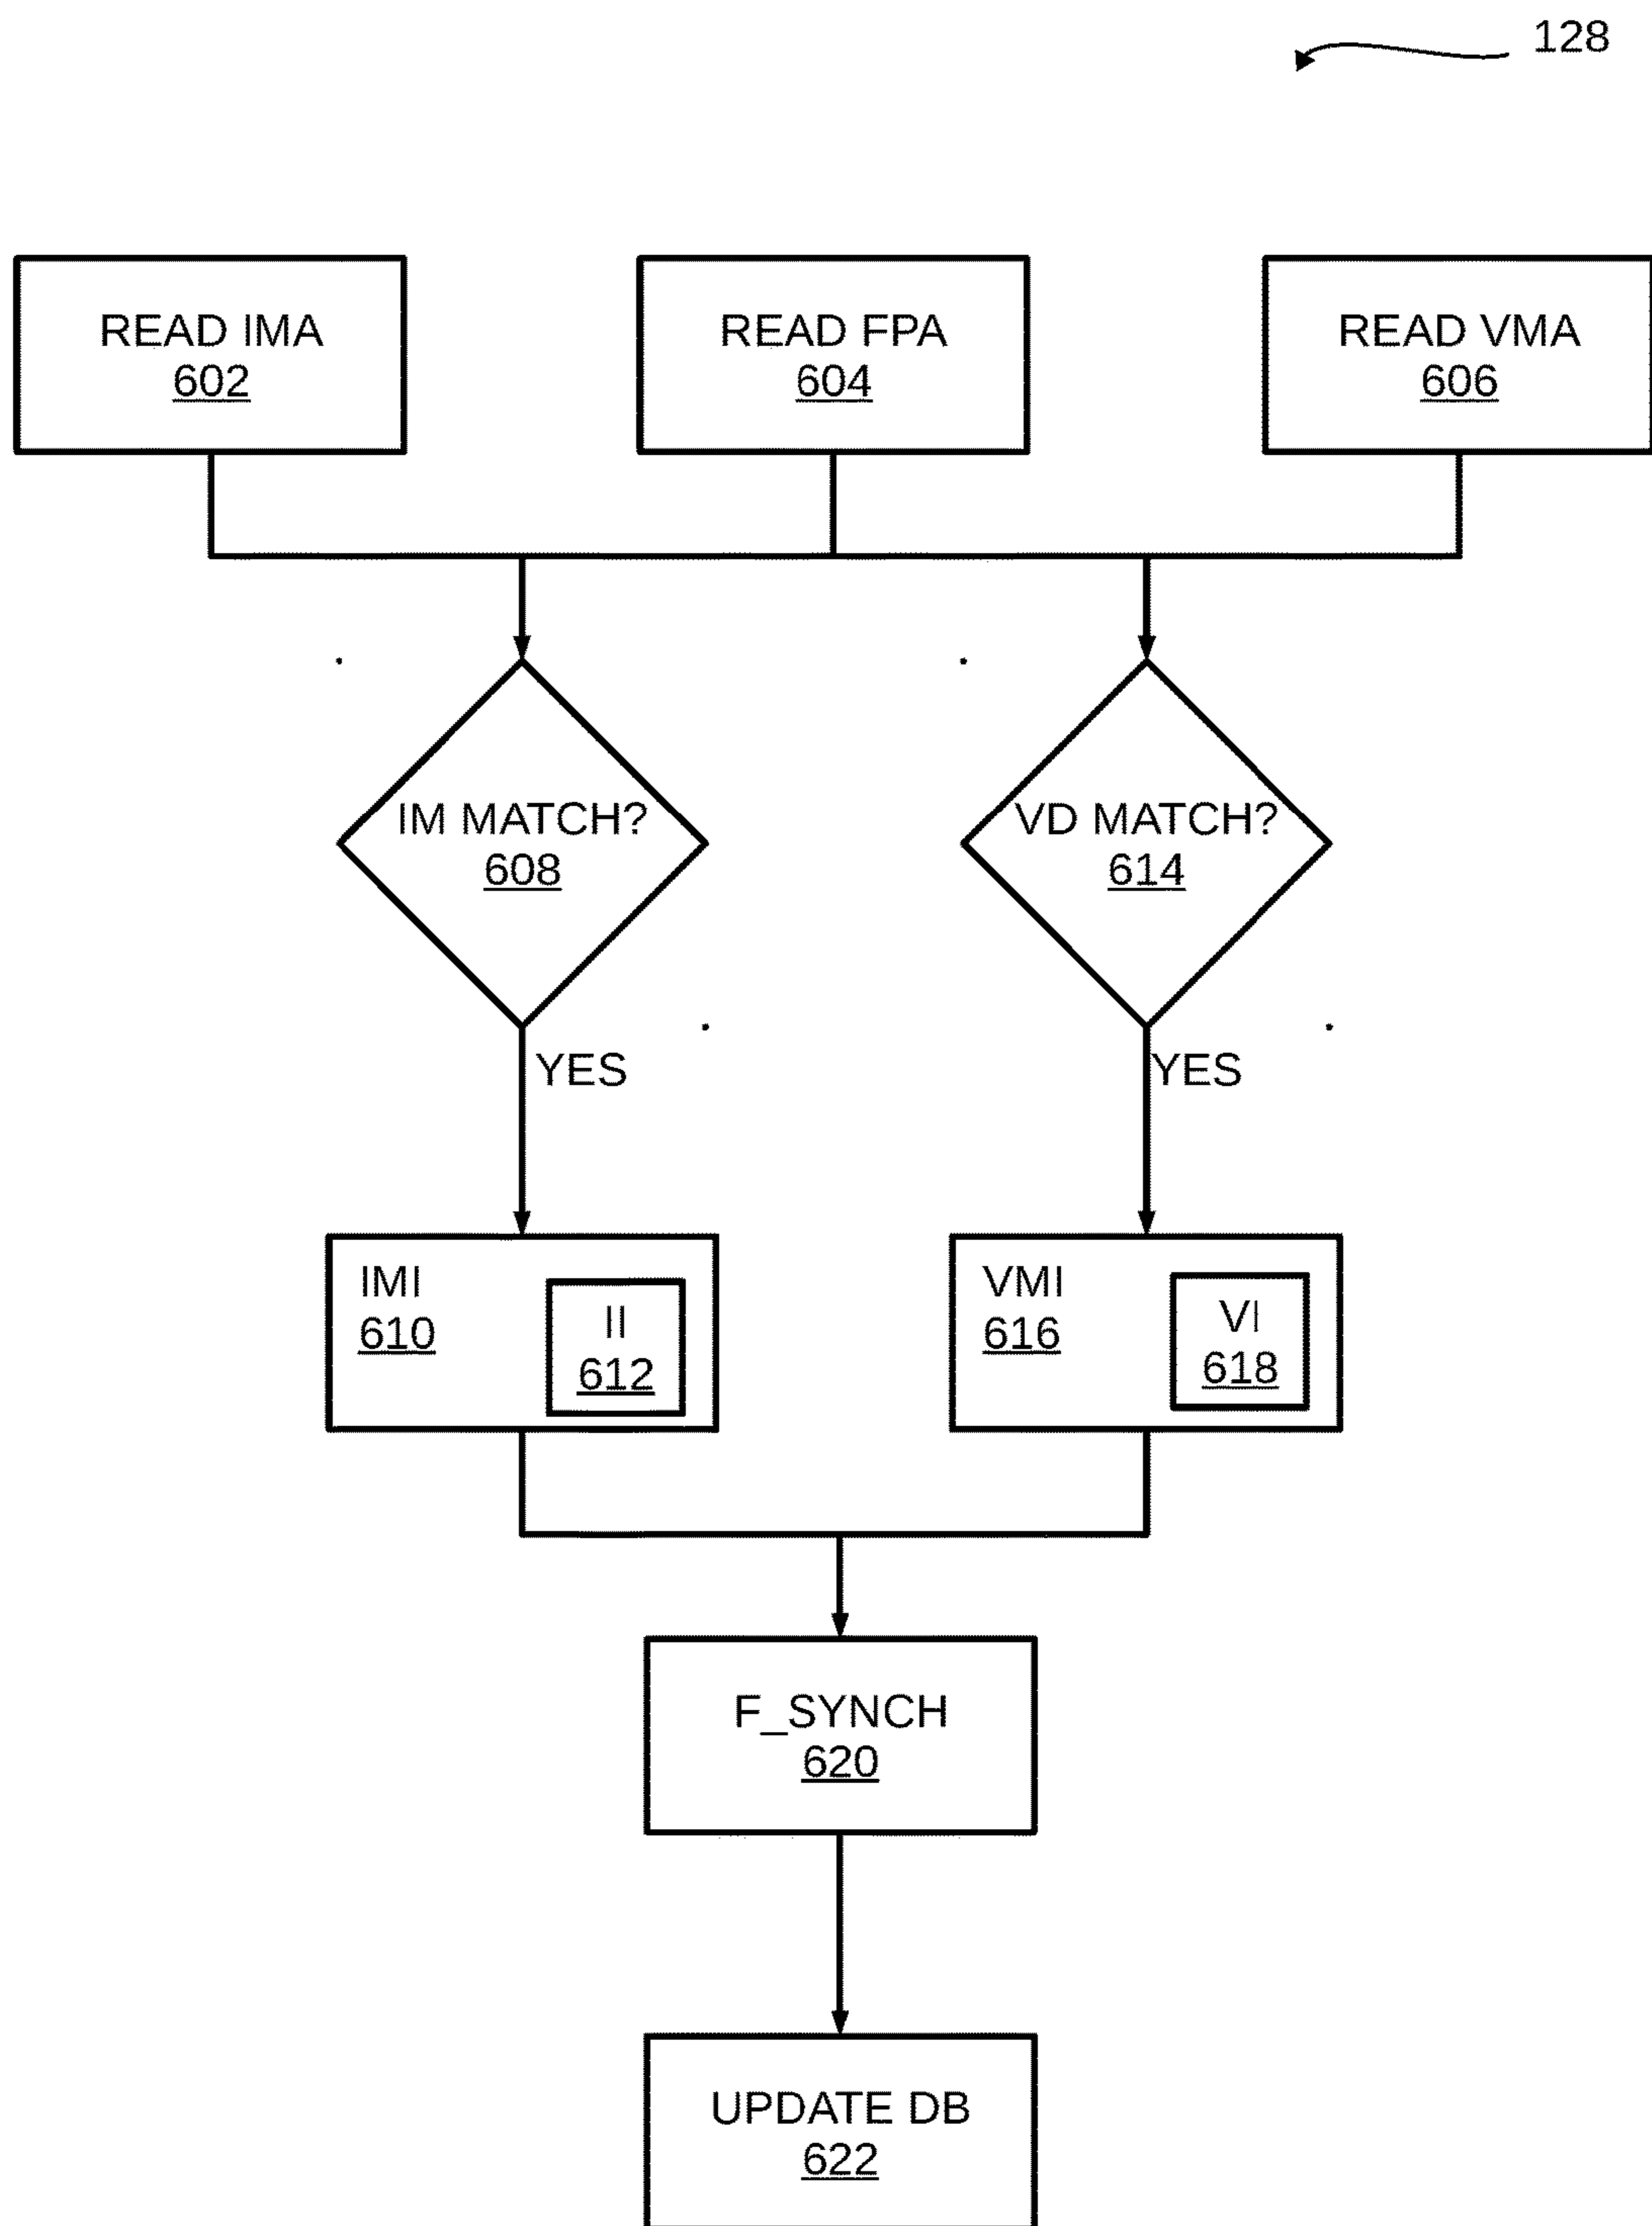 128
READ IMA
602
READ FPA
604
READ VMA
606
IM MATCH?
608
VD MATCH?
614
YES
YES
IMI
610
II
612
VMI
616
VI
618
F_SYNCH
620
UPDATE DB
622